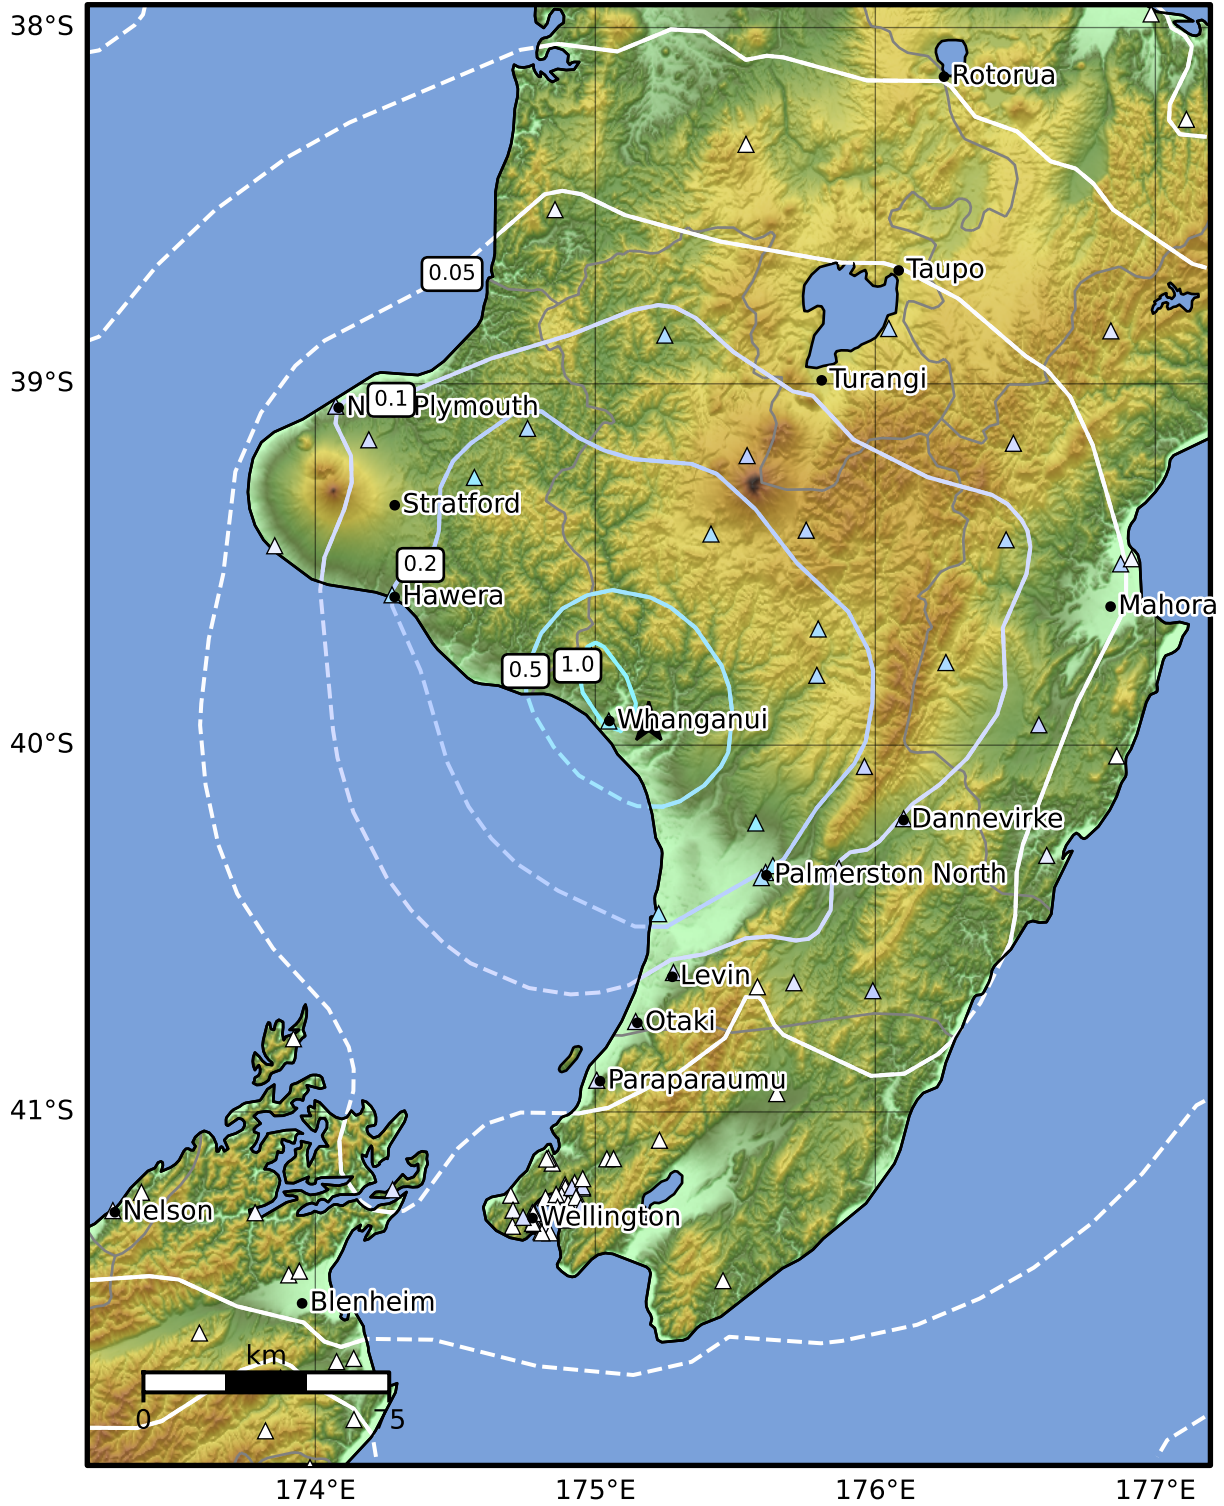 38°S
Rotorua
0.05
Taupo
39°S
Turangi
0.1
N Plymouth
Stratford
0.2
Hawera
Mahora
0.5
1.0
Whanganui
40°S
Dannevirke
Palmerston North
Levin
Otaki
Paraparaumu
41°S
Nelson
Wellington
Blenheim
km
0
75
174°E
175°E
176°E
177°E